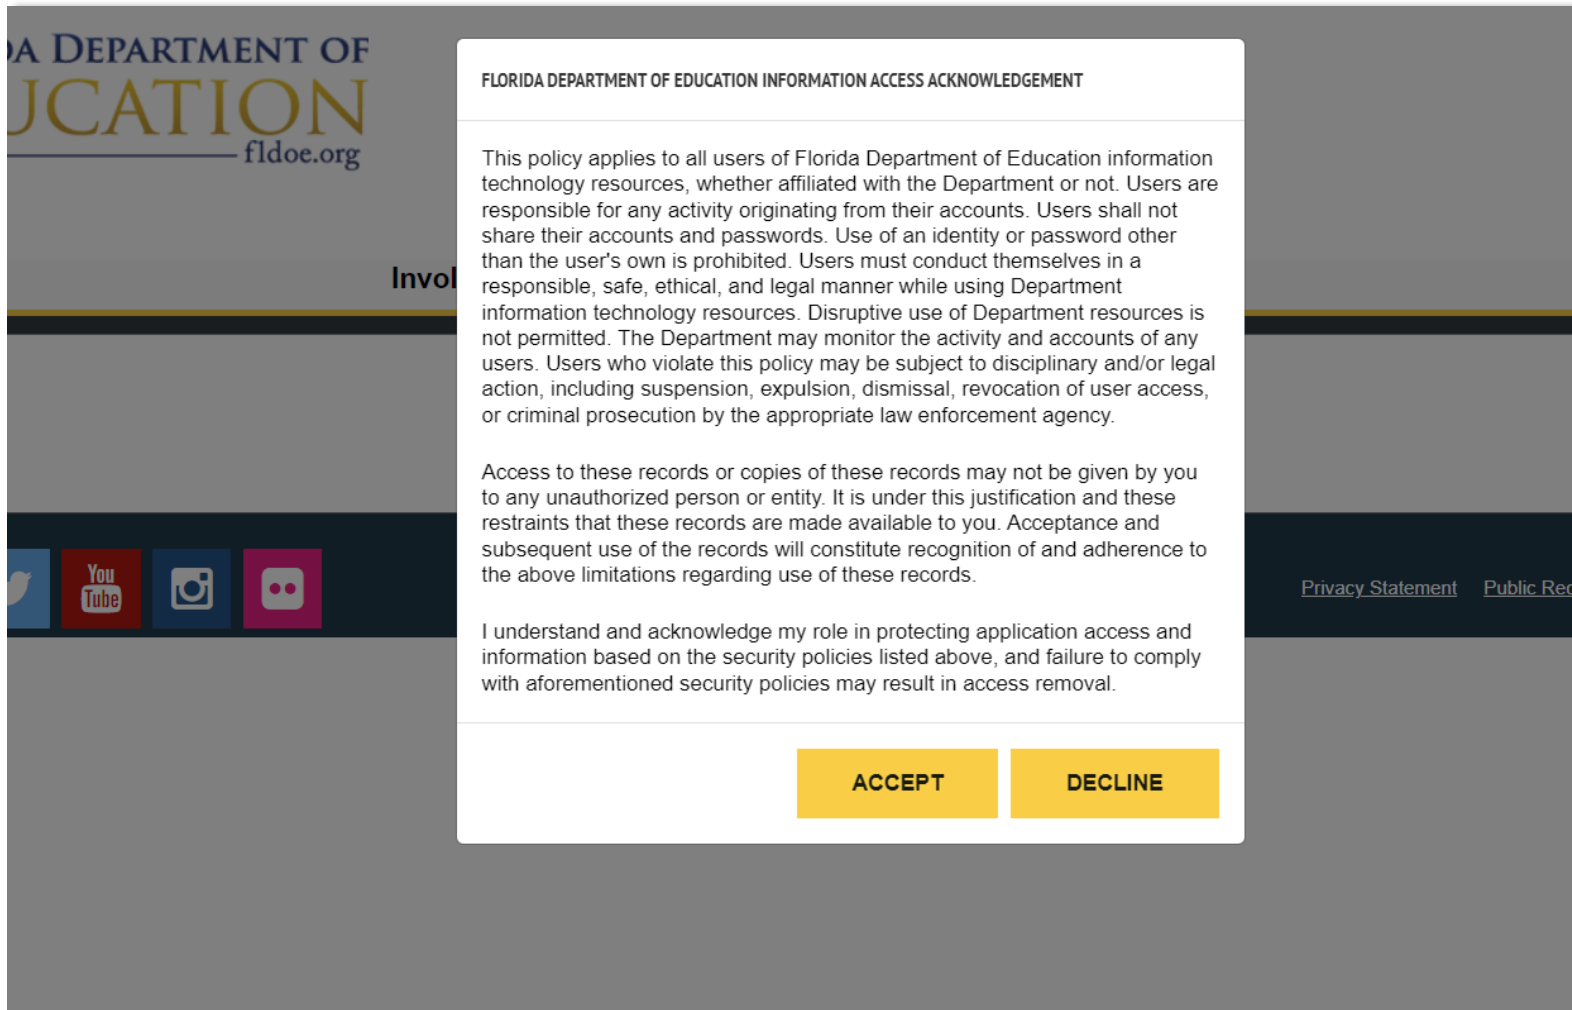 A DEPARTMENT OF
UCATION
fldoe.org
Invol
FLORIDA DEPARTMENT OF EDUCATION INFORMATION ACCESS ACKNOWLEDGEMENT
This policy applies to all users of Florida Department of Education information
technology resources, whether affiliated with the Department or not. Users are
responsible for any activity originating from their accounts. Users shall not
share their accounts and passwords. Use of an identity or password other
than the user's own is prohibited. Users must conduct themselves in a
responsible, safe, ethical, and legal manner while using Department
information technology resources. Disruptive use of Department resources is
not permitted. The Department may monitor the activity and accounts of any
users. Users who violate this policy may be subject to disciplinary and/or legal
action, including suspension, expulsion, dismissal, revocation of user access,
or criminal prosecution by the appropriate law enforcement agency.
Access to these records or copies of these records may not be given by you
to any unauthorized person or entity. It is under this justification and these
restraints that these records are made available to you. Acceptance and
subsequent use of the records will constitute recognition of and adherence to
the above limitations regarding use of these records.
I understand and acknowledge my role in protecting application access and
information based on the security policies listed above, and failure to comply
with aforementioned security policies may result in access removal.
ACCEPT DECLINE
You
Tube
Privacy Statement Public Rec